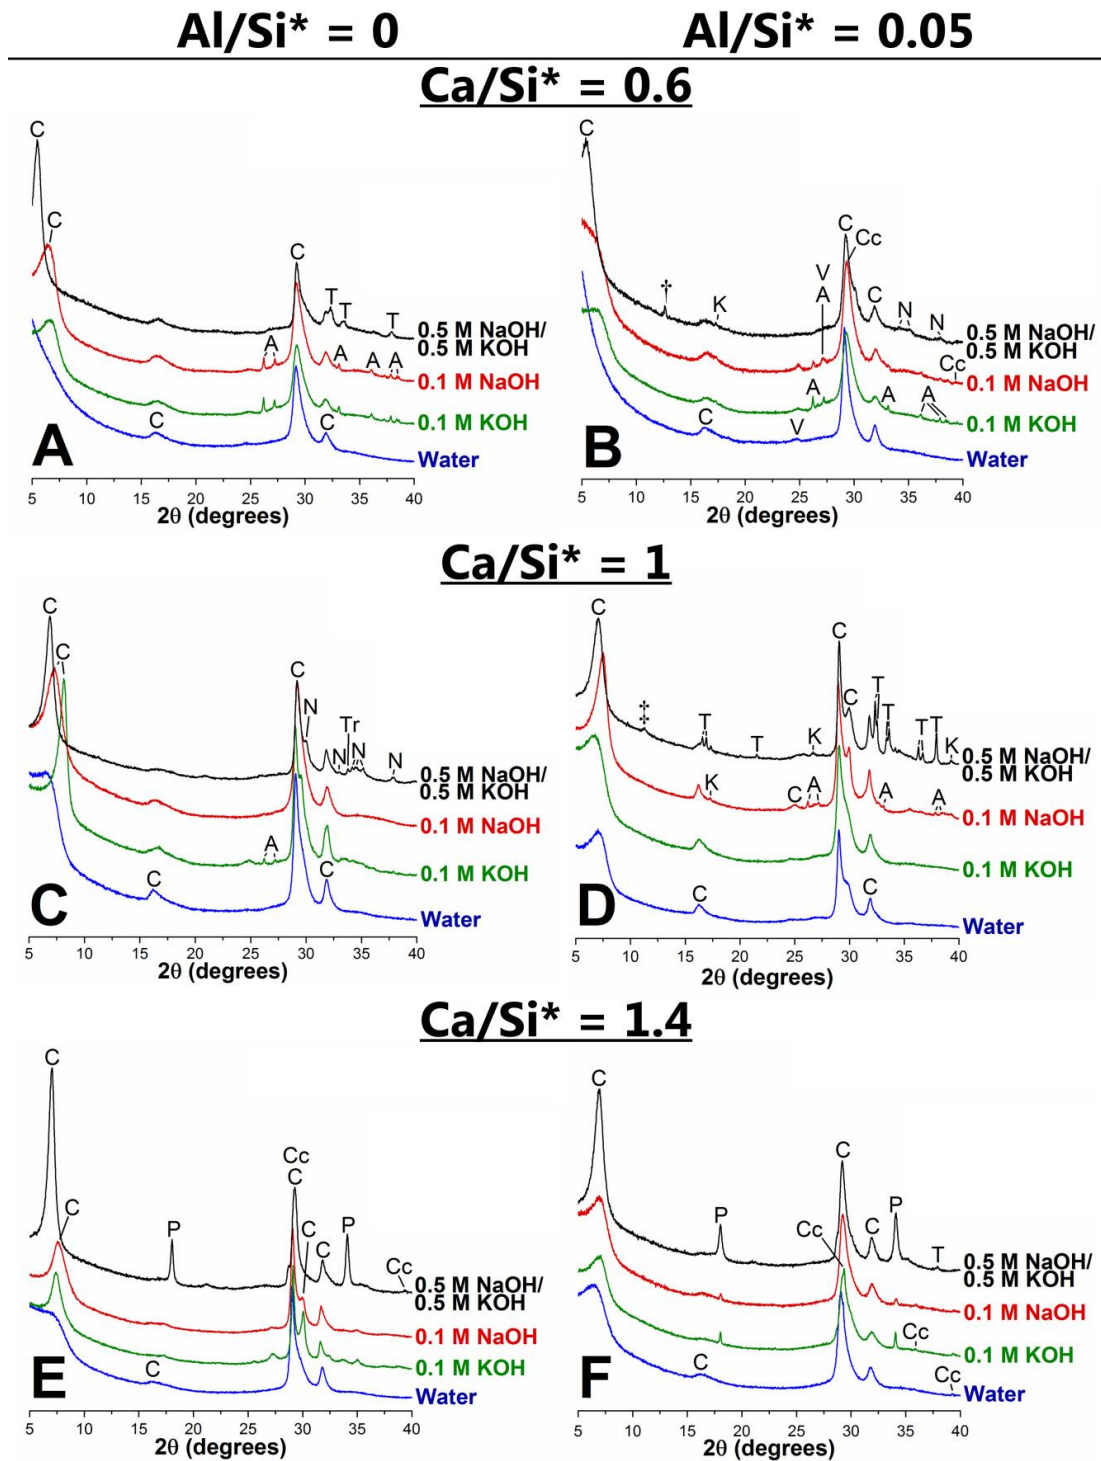 Al/Si* = 0 Al/Si* = 0.05
Ca/Si* = 0.6
C
C
C
T
T
T
A
A
A
A
C
C
0.5 M NaOH/
0.5 M KOH
0.1 M NaOH
0.1 M KOH
Water
A
5 10 15 20 25 30 35 40
2θ (degrees)
C
†
K
V
A
C
Cc
C
N
N
Cc
A
A
A
C
V
0.5 M NaOH/
0.5 M KOH
0.1 M NaOH
0.1 M KOH
Water
B
5 10 15 20 25 30 35 40
2θ (degrees)
Ca/Si* = 1
C
C
C
N
Tr
N
N
N
A
C
C
0.5 M NaOH/
0.5 M KOH
0.1 M NaOH
0.1 M KOH
Water
C
5 10 15 20 25 30 35 40
2θ (degrees)
C
‡
T
T
K
C
C
T
T
T
T
K
K
C
A
A
A
C
C
0.5 M NaOH/
0.5 M KOH
0.1 M NaOH
0.1 M KOH
Water
D
5 10 15 20 25 30 35 40
2θ (degrees)
Ca/Si* = 1.4
C
C
P
Cc
C
C
C
P
Cc
C
0.5 M NaOH/
0.5 M KOH
0.1 M NaOH
0.1 M KOH
Water
E
5 10 15 20 25 30 35 40
2θ (degrees)
C
P
Cc
C
C
P
T
Cc
Cc
C
0.5 M NaOH/
0.5 M KOH
0.1 M NaOH
0.1 M KOH
Water
F
5 10 15 20 25 30 35 40
2θ (degrees)